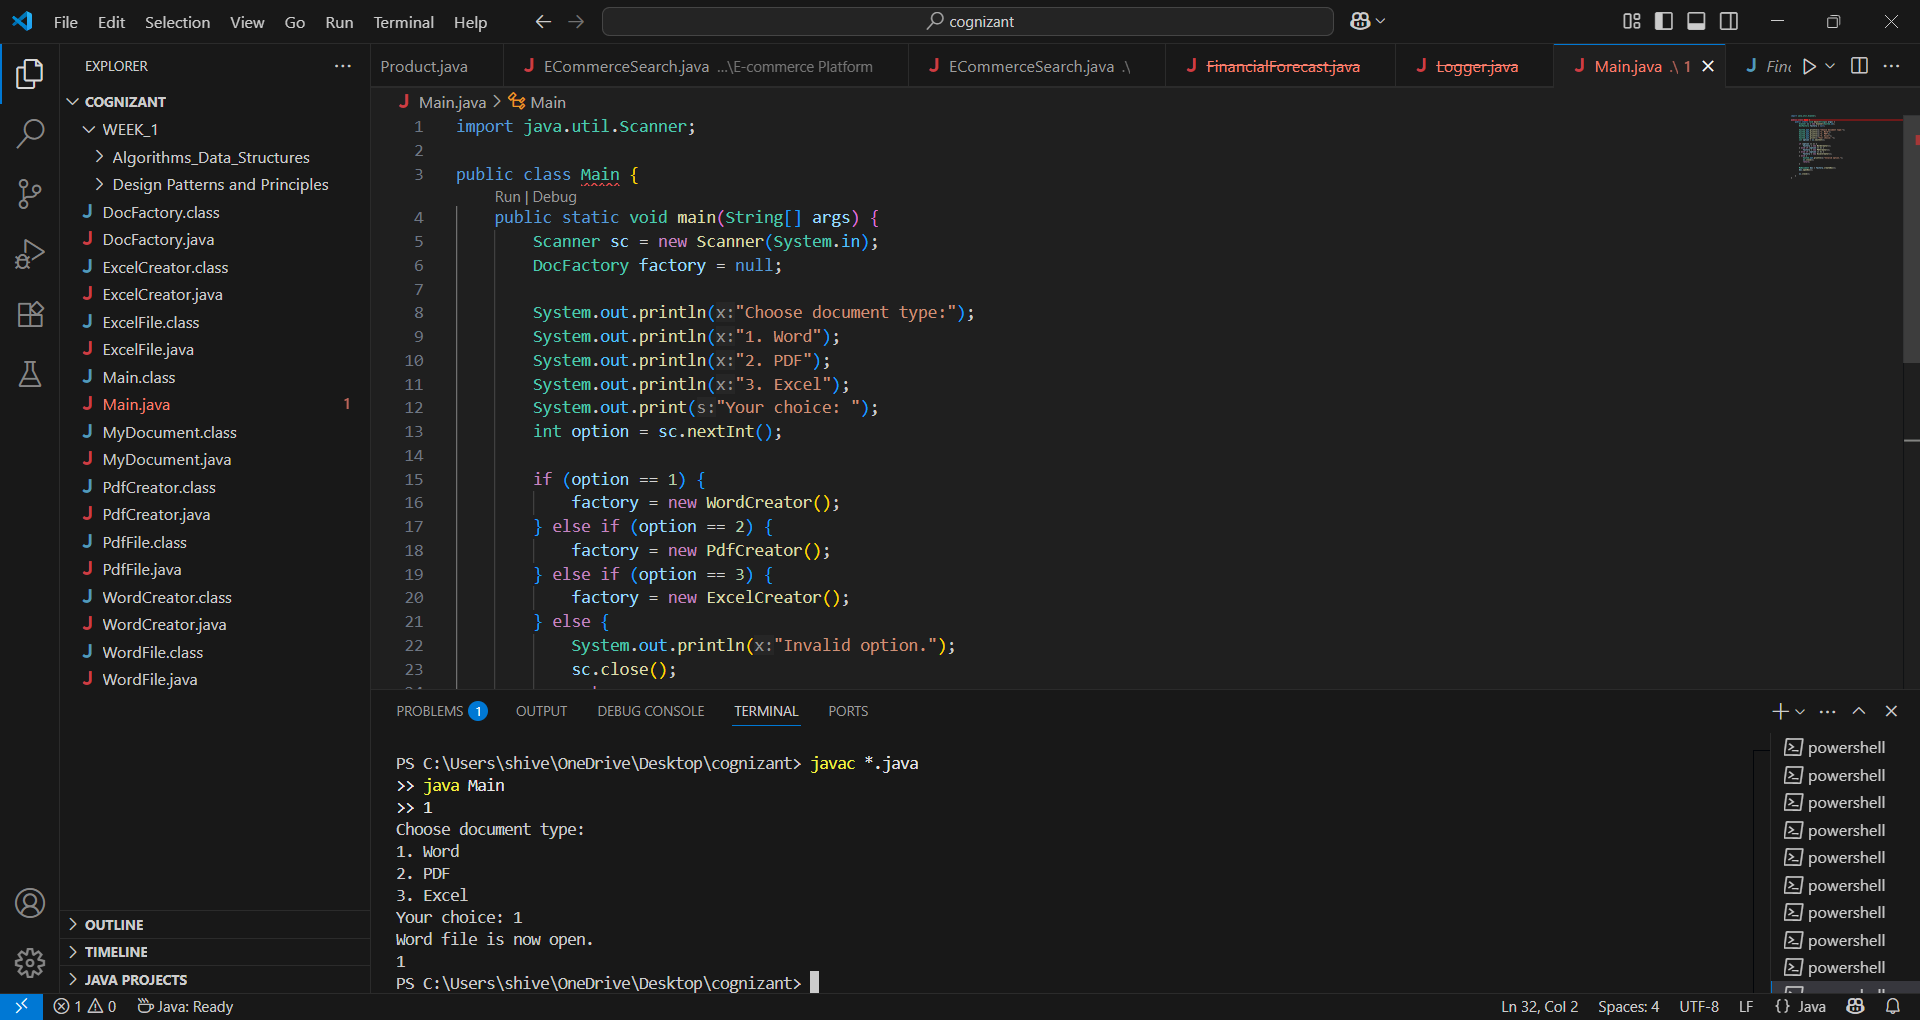 File Edit Selection View Go Run Terminal Help
cognizant
EXPLORER
COGNIZANT
WEEK_1
Algorithms_Data_Structures
Design Patterns and Principles
J DocFactory.class
J DocFactory.java
J ExcelCreator.class
J ExcelCreator.java
J ExcelFile.class
J ExcelFile.java
J Main.class
J Main.java 1
J MyDocument.class
J MyDocument.java
J PdfCreator.class
J PdfCreator.java
J PdfFile.class
J PdfFile.java
J WordCreator.class
J WordCreator.java
J WordFile.class
J WordFile.java
OUTLINE
TIMELINE
JAVA PROJECTS
Product.java J ECommerceSearch.java ...\E-commerce Platform J ECommerceSearch.java .\ J FinancialForecast.java J Logger.java J Main.java .\ 1 J Finc
J Main.java > Main
1 import java.util.Scanner;
2
3 public class Main {
Run | Debug
4 public static void main(String[] args) {
5 Scanner sc = new Scanner(System.in);
6 DocFactory factory = null;
7
8 System.out.println(x:"Choose document type:");
9 System.out.println(x:"1. Word");
10 System.out.println(x:"2. PDF");
11 System.out.println(x:"3. Excel");
12 System.out.print(s:"Your choice: ");
13 int option = sc.nextInt();
14
15 if (option == 1) {
16 factory = new WordCreator();
17 } else if (option == 2) {
18 factory = new PdfCreator();
19 } else if (option == 3) {
20 factory = new ExcelCreator();
21 } else {
22 System.out.println(x:"Invalid option.");
23 sc.close();
PROBLEMS 1 OUTPUT DEBUG CONSOLE TERMINAL PORTS
PS C:\Users\shive\OneDrive\Desktop\cognizant> javac *.java
>> java Main
>> 1
Choose document type:
1. Word
2. PDF
3. Excel
Your choice: 1
Word file is now open.
1
PS C:\Users\shive\OneDrive\Desktop\cognizant>
powershell
powershell
powershell
powershell
powershell
powershell
powershell
powershell
powershell
1 0 Java: Ready
Ln 32, Col 2 Spaces: 4 UTF-8 LF {} Java